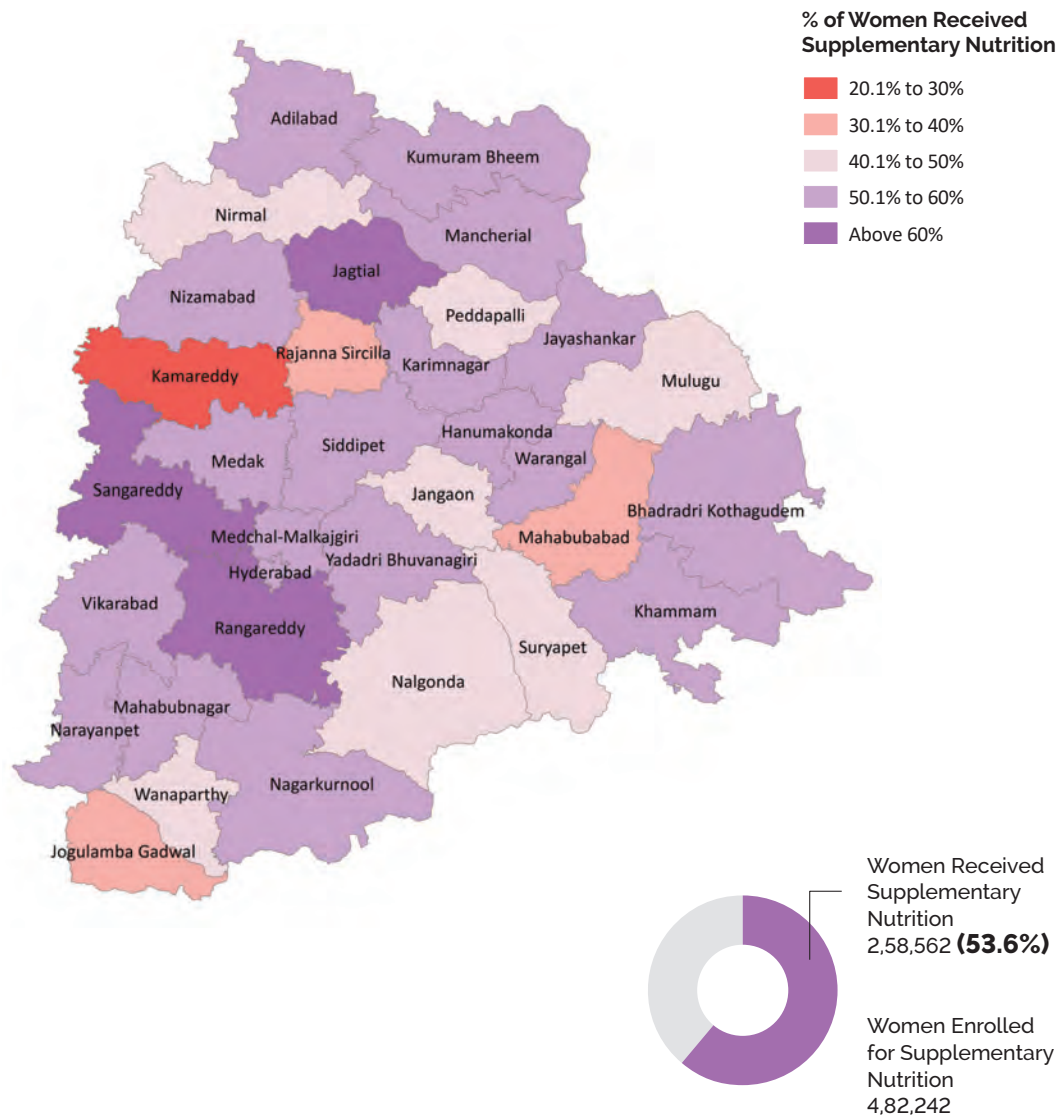 % of Women Received
Supplementary Nutrition
20.1% to 30%
30.1% to 40%
40.1% to 50%
50.1% to 60%
Above 60%
Adilabad
Kumuram Bheem
Nirmal
Mancherial
Jagtial
Nizamabad
Peddapalli
Jayashankar
Rajanna Sircilla
Karimnagar
Kamareddy
Mulugu
Hanumakonda
Siddipet
Warangal
Medak
Sangareddy
Jangaon
Bhadradri Kothagudem
Mahabubabad
Medchal-Malkajgiri
Yadadri Bhuvanagiri
Hyderabad
Vikarabad
Khammam
Rangareddy
Suryapet
Nalgonda
Mahabubnagar
Narayanpet
Nagarkurnool
Wanaparthy
Jogulamba Gadwal
Women Received
Supplementary
Nutrition
2,58,562 (53.6%)
Women Enrolled
for Supplementary
Nutrition
4,82,242